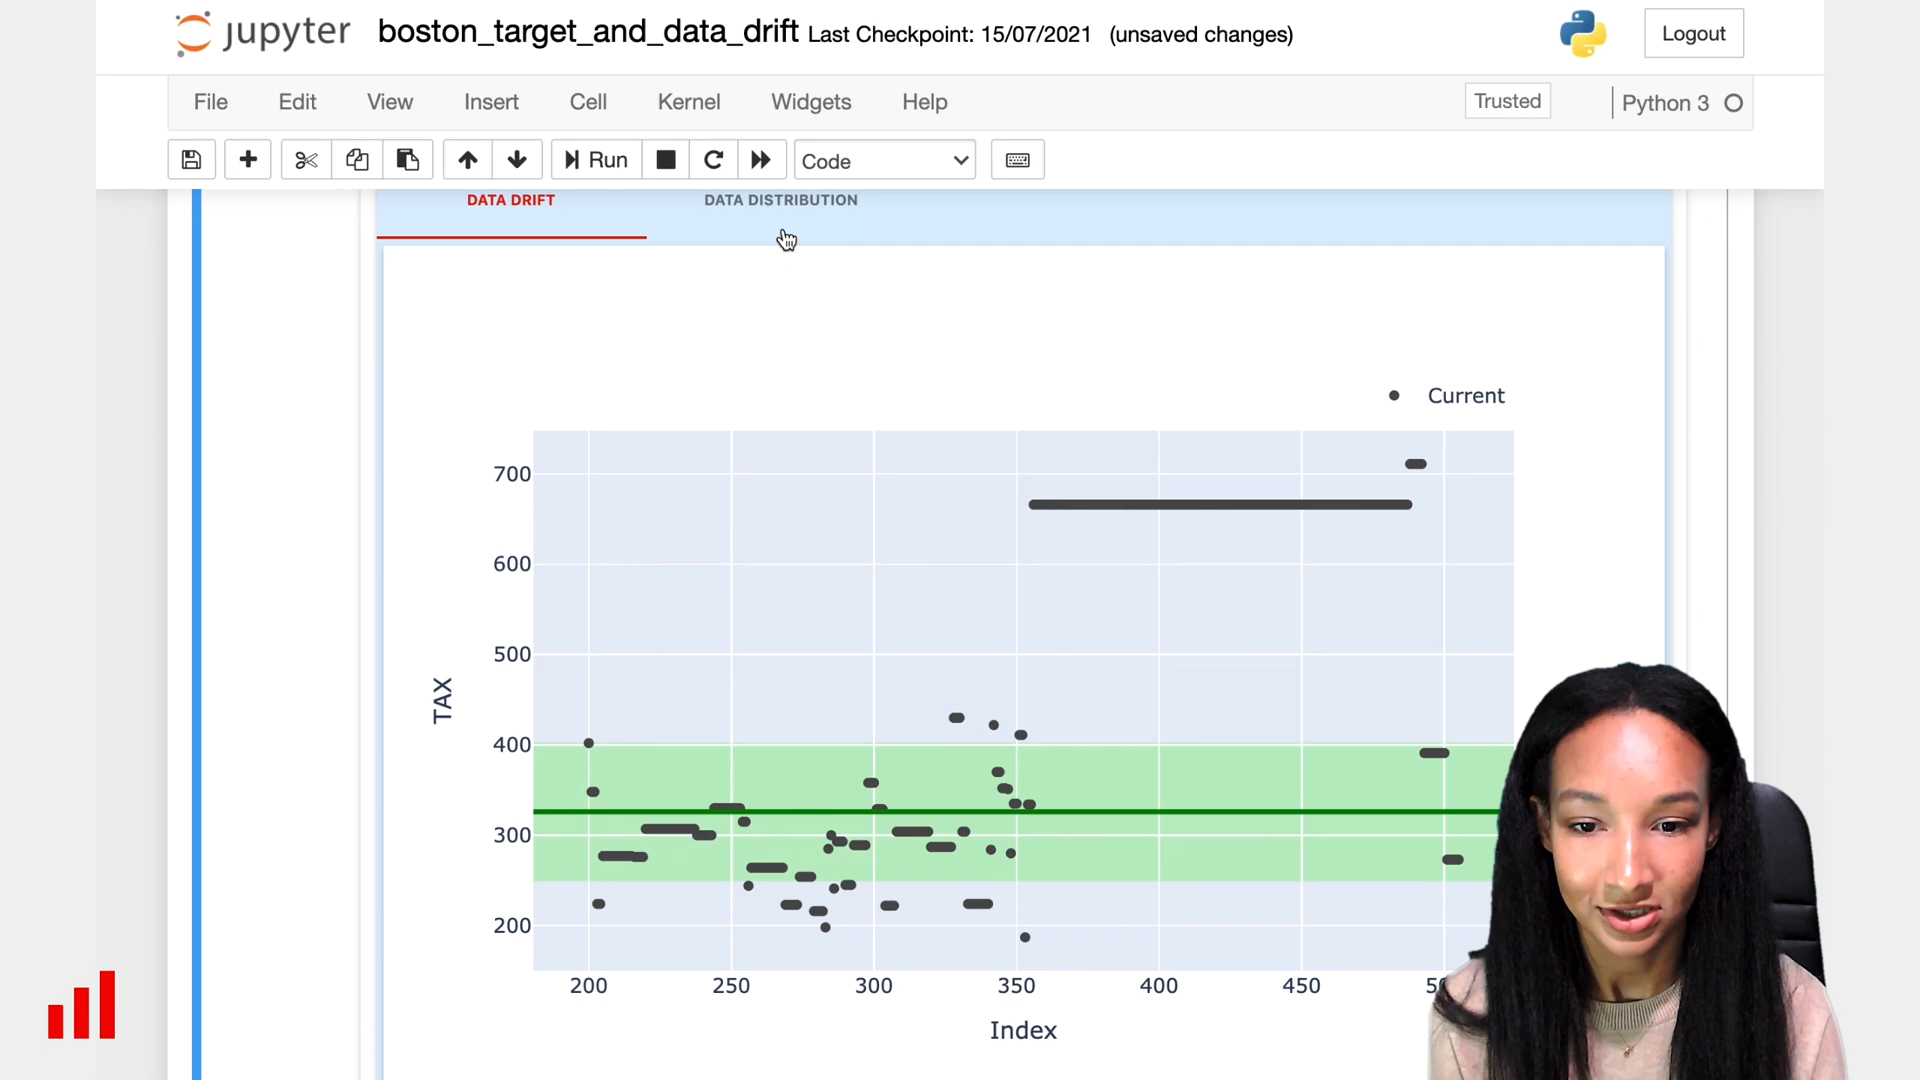 jupyter boston_target_and_data_drift Last Checkpoint: 15/07/2021 (unsaved changes) Logout
File Edit View Insert Cell Kernel Widgets Help Trusted Python 3
Run Code
DATA DRIFT DATA DISTRIBUTION
Current
700
600
500
TAX
400
300
200
200 250 300 350 400 450
Index